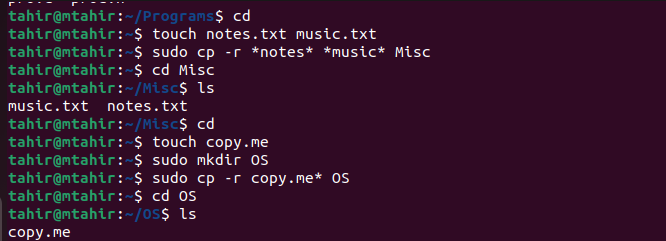 tahir@mtahir:~/Programs$ cd
tahir@mtahir:~$ touch notes.txt music.txt
tahir@mtahir:~$ sudo cp -r *notes* *music* Misc
tahir@mtahir:~$ cd Misc
tahir@mtahir:~/Misc$ ls
music.txt  notes.txt
tahir@mtahir:~/Misc$ cd
tahir@mtahir:~$ touch copy.me
tahir@mtahir:~$ sudo mkdir OS
tahir@mtahir:~$ sudo cp -r copy.me* OS
tahir@mtahir:~$ cd OS
tahir@mtahir:~/OS$ ls
copy.me